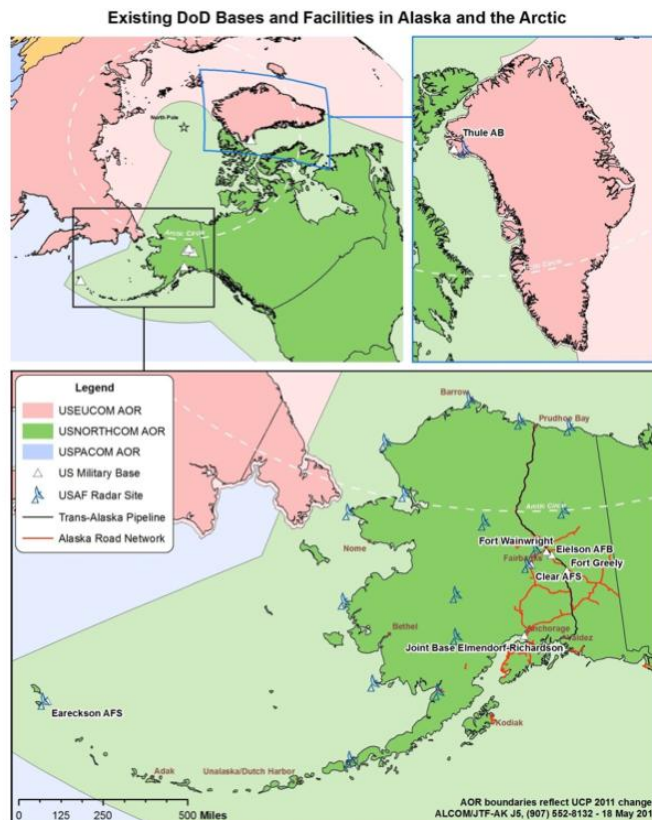 Existing DoD Bases and Facilities in Alaska and the Arctic
North Pole
Arctic Circle
Thule AB
Arctic Circle
Legend
USEUCOM AOR
USNORTHCOM AOR
USPACOM AOR
US Military Base
USAF Radar Site
Trans-Alaska Pipeline
Alaska Road Network
Barrow
Prudhoe Bay
Arctic Circle
Nome
Fort Wainwright
Eielson AFB
Fairbanks
Fort Greely
Clear AFS
Bethel
Anchorage
Valdez
Joint Base Elmendorf-Richardson
Eareckson AFS
Kodiak
Adak
Unalaska/Dutch Harbor
0 125 250 500 Miles
AOR boundaries reflect UCP 2011 change
ALCOM/JTF-AK J5, (907) 552-8132 - 18 May 201